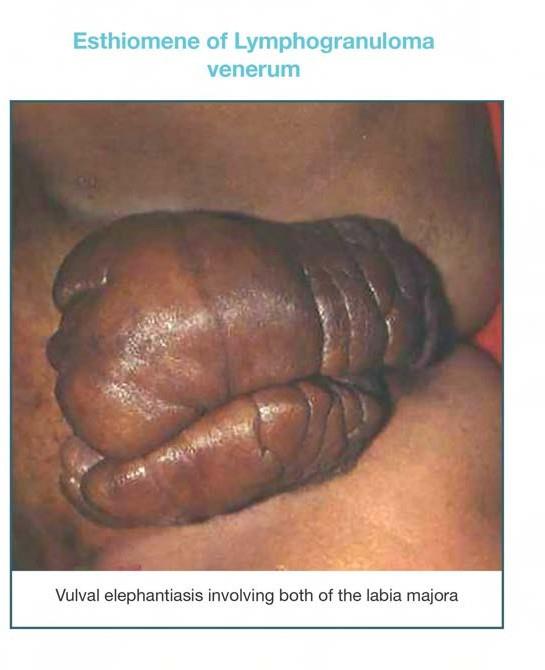 Esthiomene of Lymphogranuloma
venerum
Vulval elephantiasis involving both of the labia majora